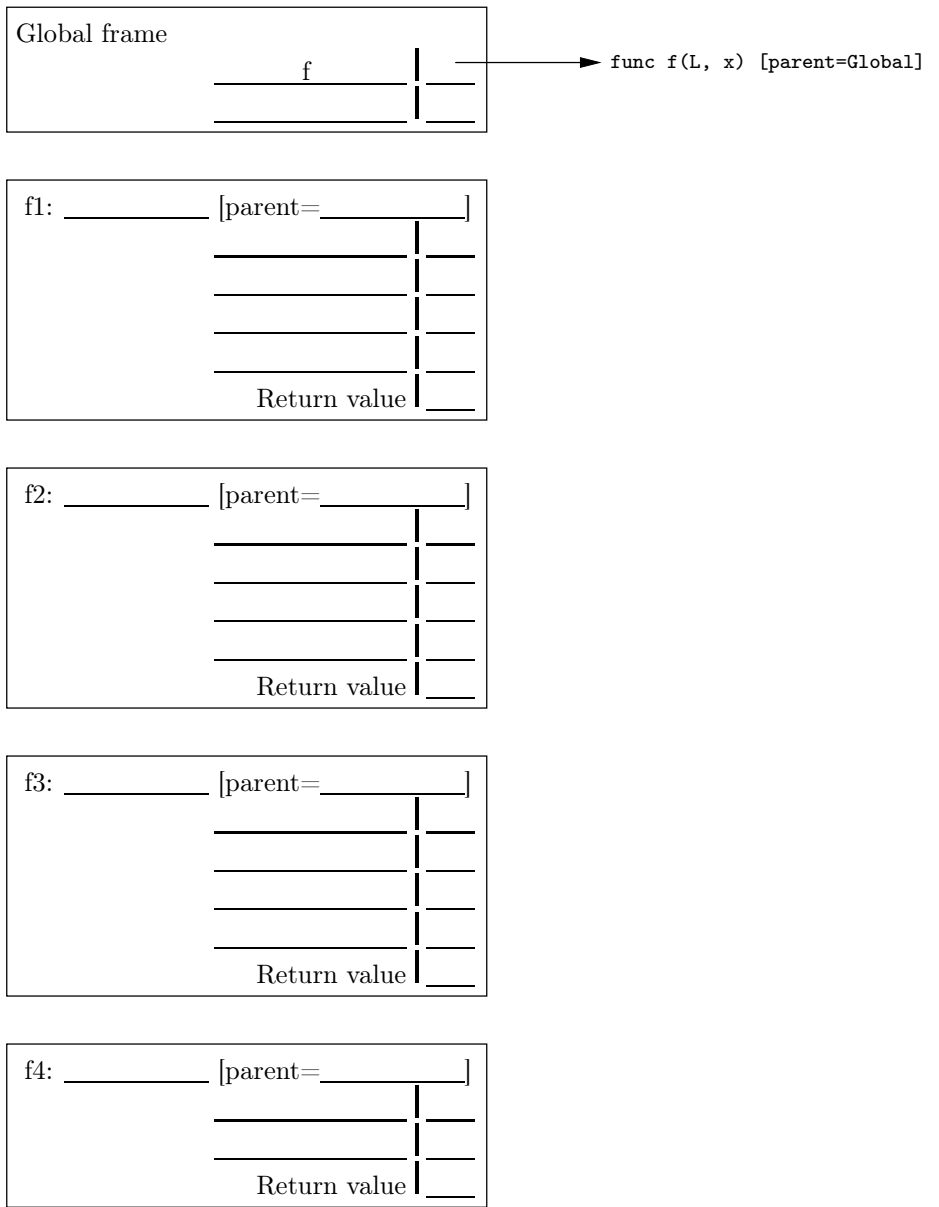 Global frame
f
func f(L, x) [parent=Global]
f1: [parent= ]
Return value
f2: [parent= ]
Return value
f3: [parent= ]
Return value
f4: [parent= ]
Return value